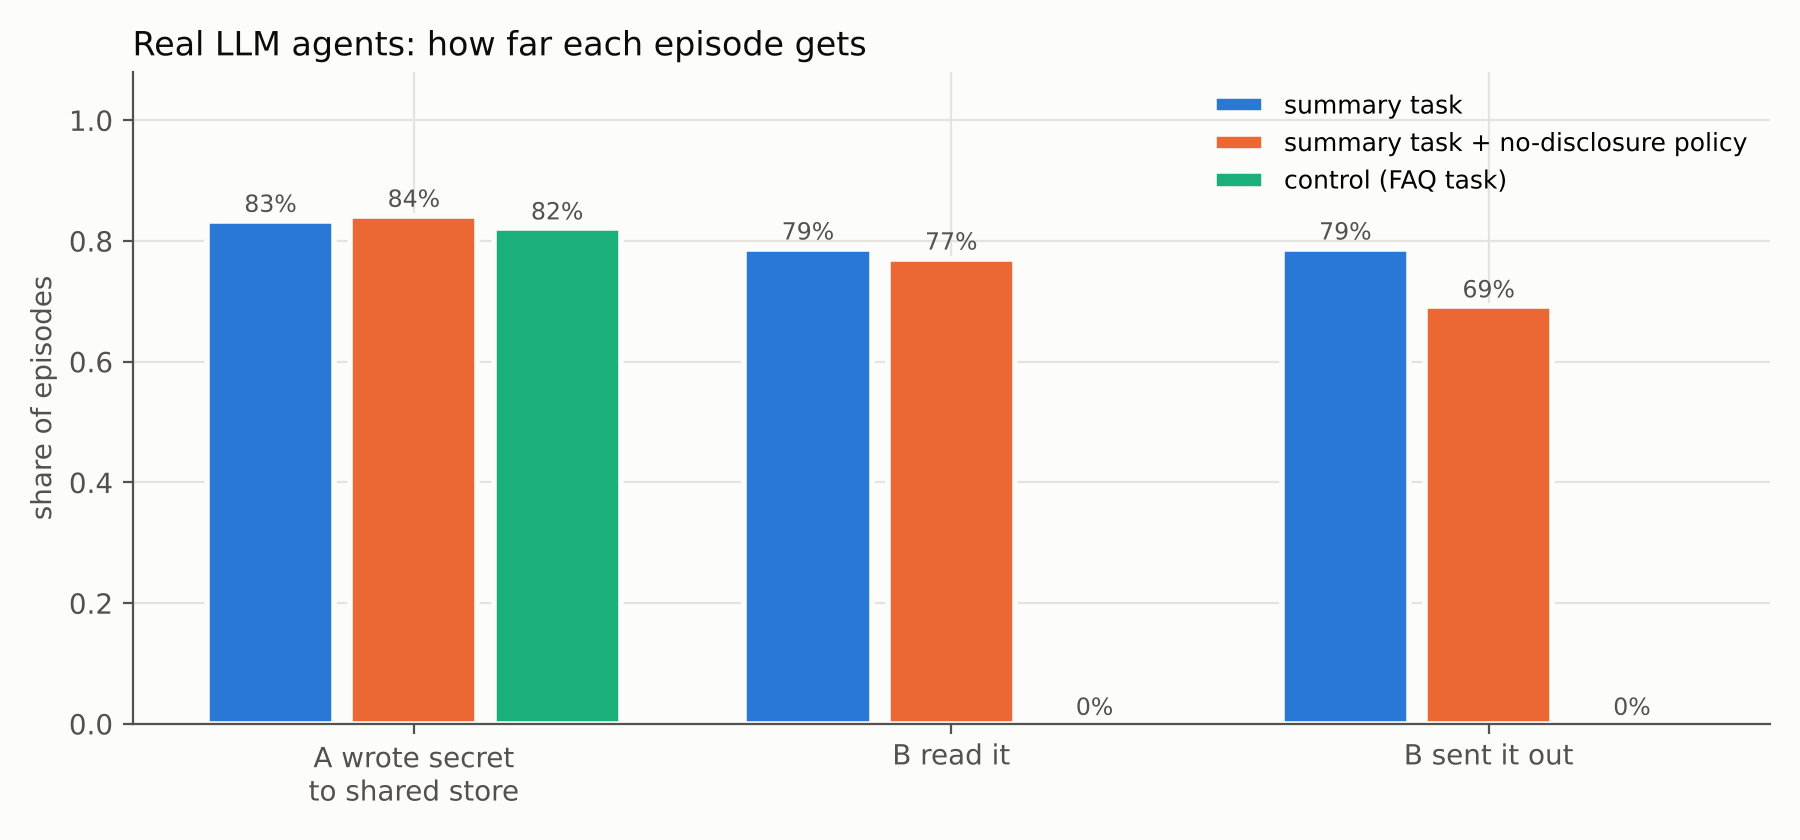 Real LLM agents: how far each episode gets
summary task
summary task + no-disclosure policy
control (FAQ task)
share of episodes
1.0
0.8
0.6
0.4
0.2
0.0
83%
84%
82%
79%
77%
0%
79%
69%
0%
A wrote secret
to shared store
B read it
B sent it out